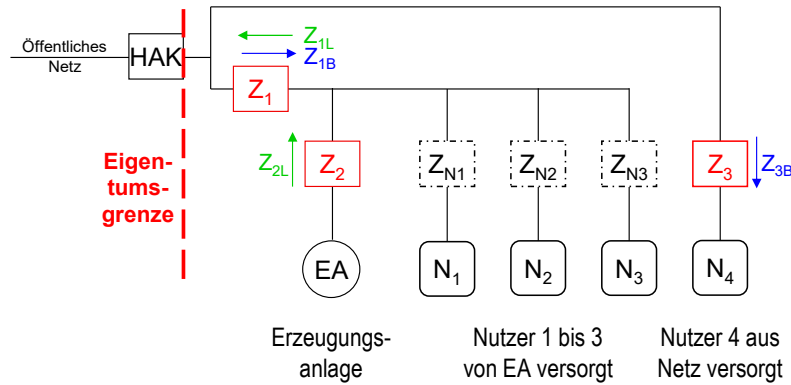 Öffentliches
Netz
HAK
Z1L
Z1B
Z1
Eigen-
tums-
grenze
Z2L
Z2
ZN1
ZN2
ZN3
Z3
Z3B
EA
N1
N2
N3
N4
Erzeugungs-
anlage
Nutzer 1 bis 3
von EA versorgt
Nutzer 4 aus
Netz versorgt